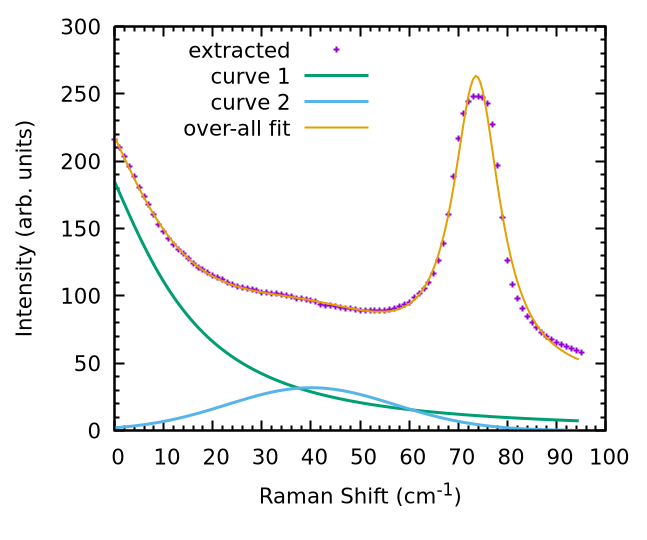 300
250
200
150
100
50
0
Intensity (arb. units)
extracted
curve 1
curve 2
over-all fit
0 10 20 30 40 50 60 70 80 90 100
Raman Shift (cm⁻¹)